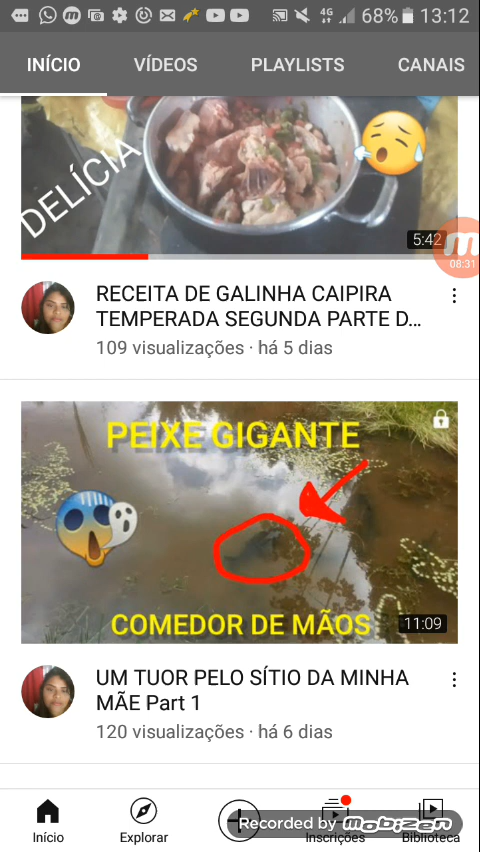 4G
68% 13:12
INÍCIO VÍDEOS PLAYLISTS CANAIS
DELÍCIA
5:42
08:31
RECEITA DE GALINHA CAIPIRA
TEMPERADA SEGUNDA PARTE D...
109 visualizações · há 5 dias
PEIXE GIGANTE
COMEDOR DE MÃOS
11:09
UM TUOR PELO SÍTIO DA MINHA
MÃE Part 1
120 visualizações · há 6 dias
Recorded by Mobizen
Início Explorar Inscrições Biblioteca